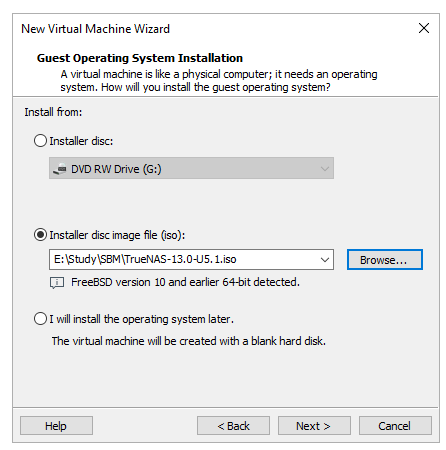 New Virtual Machine Wizard
Guest Operating System Installation
A virtual machine is like a physical computer; it needs an operating
system. How will you install the guest operating system?
Install from:
Installer disc:
DVD RW Drive (G:)
Installer disc image file (iso):
E:\Study\SBM\TrueNAS-13.0-U5.1.iso
Browse...
FreeBSD version 10 and earlier 64-bit detected.
I will install the operating system later.
The virtual machine will be created with a blank hard disk.
Help
< Back
Next >
Cancel